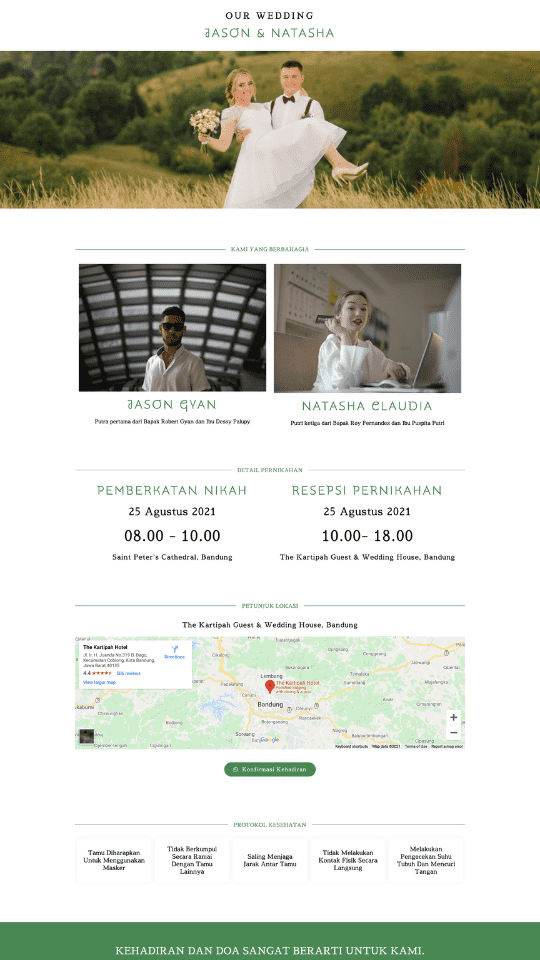 OUR WEDDING
JASON & NATASHA
KAMI YANG BERBAHAGIA
JASON GYAN
Putra pertama dari Bapak Robert Gyan dan Ibu Dessy Palupy
NATASHA CLAUDIA
Putri ketiga dari Bapak Roy Fernandez dan Ibu Puspita Putri
DETAIL PERNIKAHAN
PEMBERKATAN NIKAH
25 Agustus 2021
08.00 - 10.00
Saint Peter's Cathedral, Bandung
RESEPSI PERNIKAHAN
25 Agustus 2021
10.00- 18.00
The Kartipah Guest & Wedding House, Bandung
PETUNJUK LOKASI
The Kartipah Guest & Wedding House, Bandung
The Kartipah Hotel
Jl. Ir. H. Juanda No.319 B, Dago,
Kecamatan Coblong, Kota Bandung,
Jawa Barat 40135
4.4 ★★★★★ 506 reviews
View larger map
Directions
Lembang
The Kartipah Hotel
Bandung
Soreang
Cimalaka
Sumedang
Keyboard shortcuts Map data ©2021 Terms of Use Report a map error
Konfirmasi Kehadiran
PROTOKOL KESEHATAN
Tamu Diharapkan
Untuk Menggunakan
Masker
Tidak Berkumpul
Secara Ramai
Dengan Tamu
Lainnya
Saling Menjaga
Jarak Antar Tamu
Tidak Melakukan
Kontak Fisik Secara
Langsung
Melakukan
Pengecekan Suhu
Tubuh Dan Mencuri
Tangan
KEHADIRAN DAN DOA SANGAT BERARTI UNTUK KAMI.